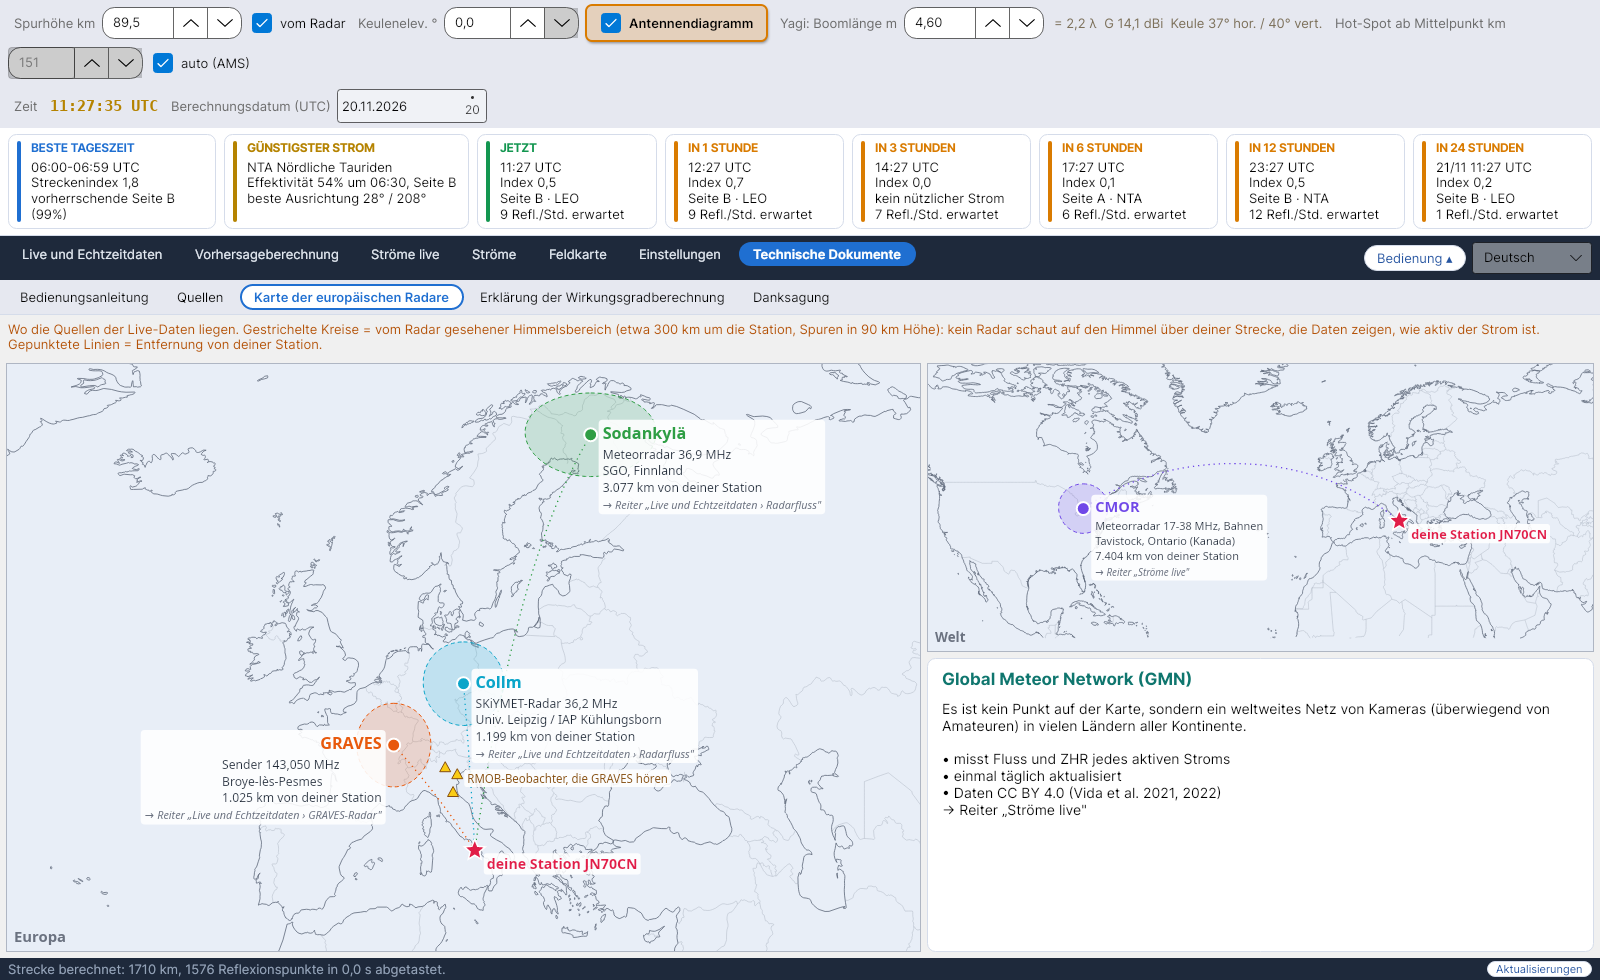 Spurhöhe km 89,5 vom Radar Keulenelev. ° 0,0 Antennendiagramm Yagi: Boomlänge m 4,60 = 2,2 λ G 14,1 dBi Keule 37° hor. / 40° vert. Hot-Spot ab Mittelpunkt km
151 auto (AMS)
Zeit 11:27:35 UTC Berechnungsdatum (UTC) 20.11.2026 20
BESTE TAGESZEIT
06:00-06:59 UTC
Streckenindex 1,8
vorherrschende Seite B
(99%)
GÜNSTIGSTER STROM
NTA Nördliche Tauriden
Effektivität 54% um 06:30, Seite B
beste Ausrichtung 28° / 208°
JETZT
11:27 UTC
Index 0,5
Seite B · LEO
9 Refl./Std. erwartet
IN 1 STUNDE
12:27 UTC
Index 0,7
Seite B · LEO
9 Refl./Std. erwartet
IN 3 STUNDEN
14:27 UTC
Index 0,0
kein nützlicher Strom
7 Refl./Std. erwartet
IN 6 STUNDEN
17:27 UTC
Index 0,1
Seite A · NTA
6 Refl./Std. erwartet
IN 12 STUNDEN
23:27 UTC
Index 0,5
Seite B · NTA
12 Refl./Std. erwartet
IN 24 STUNDEN
21/11 11:27 UTC
Index 0,2
Seite B · LEO
1 Refl./Std. erwartet
Live und Echtzeitdaten Vorhersageberechnung Ströme live Ströme Feldkarte Einstellungen Technische Dokumente Bedienung ▴ Deutsch
Bedienungsanleitung Quellen Karte der europäischen Radare Erklärung der Wirkungsgradberechnung Danksagung
Wo die Quellen der Live-Daten liegen. Gestrichelte Kreise = vom Radar gesehener Himmelsbereich (etwa 300 km um die Station, Spuren in 90 km Höhe): kein Radar schaut auf den Himmel über deiner Strecke, die Daten zeigen, wie aktiv der Strom ist.
Gepunktete Linien = Entfernung von deiner Station.
Sodankylä
Meteorradar 36,9 MHz
SGO, Finnland
3.077 km von deiner Station
→ Reiter „Live und Echtzeitdaten › Radarfluss"
Collm
SKiYMET-Radar 36,2 MHz
Univ. Leipzig / IAP Kühlungsborn
1.199 km von deiner Station
→ Reiter „Live und Echtzeitdaten › Radarfluss"
GRAVES
Sender 143,050 MHz
Broye-lès-Pesmes
1.025 km von deiner Station
→ Reiter „Live und Echtzeitdaten › GRAVES-Radar"
RMOB-Beobachter, die GRAVES hören
deine Station JN70CN
Europa
CMOR
Meteorradar 17-38 MHz, Bahnen
Tavistock, Ontario (Kanada)
7.404 km von deiner Station
→ Reiter „Ströme live"
deine Station JN70CN
Welt
Global Meteor Network (GMN)
Es ist kein Punkt auf der Karte, sondern ein weltweites Netz von Kameras (überwiegend von
Amateuren) in vielen Ländern aller Kontinente.
• misst Fluss und ZHR jedes aktiven Stroms
• einmal täglich aktualisiert
• Daten CC BY 4.0 (Vida et al. 2021, 2022)
→ Reiter „Ströme live"
Strecke berechnet: 1710 km, 1576 Reflexionspunkte in 0,0 s abgetastet. Aktualisierungen